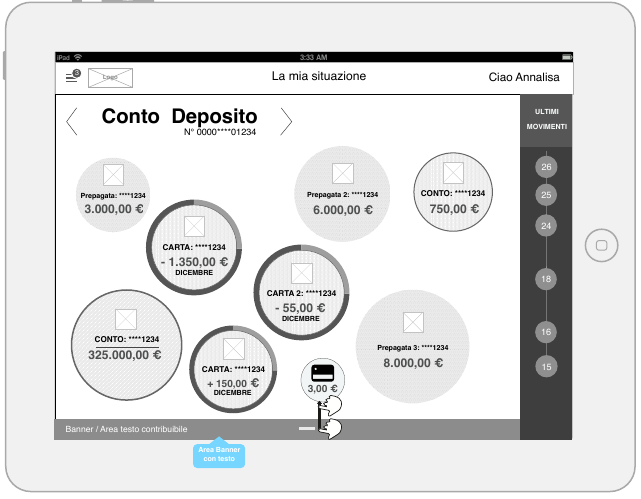 iPad
3:33 AM
3
Logo
La mia situazione
Ciao Annalisa
Conto Deposito
N° 0000****01234
ULTIMI
MOVIMENTI
26
25
24
18
16
15
Prepagata: ****1234
3.000,00 €
Prepagata 2: ****1234
6.000,00 €
CONTO: ****1234
750,00 €
CARTA: ****1234
- 1.350,00 €
DICEMBRE
CARTA 2: ****1234
- 55,00 €
DICEMBRE
CONTO: ****1234
325.000,00 €
CARTA: ****1234
+ 150,00 €
DICEMBRE
Prepagata 3: ****1234
8.000,00 €
3,00 €
Banner / Area testo contribuibile
Area Banner
con testo